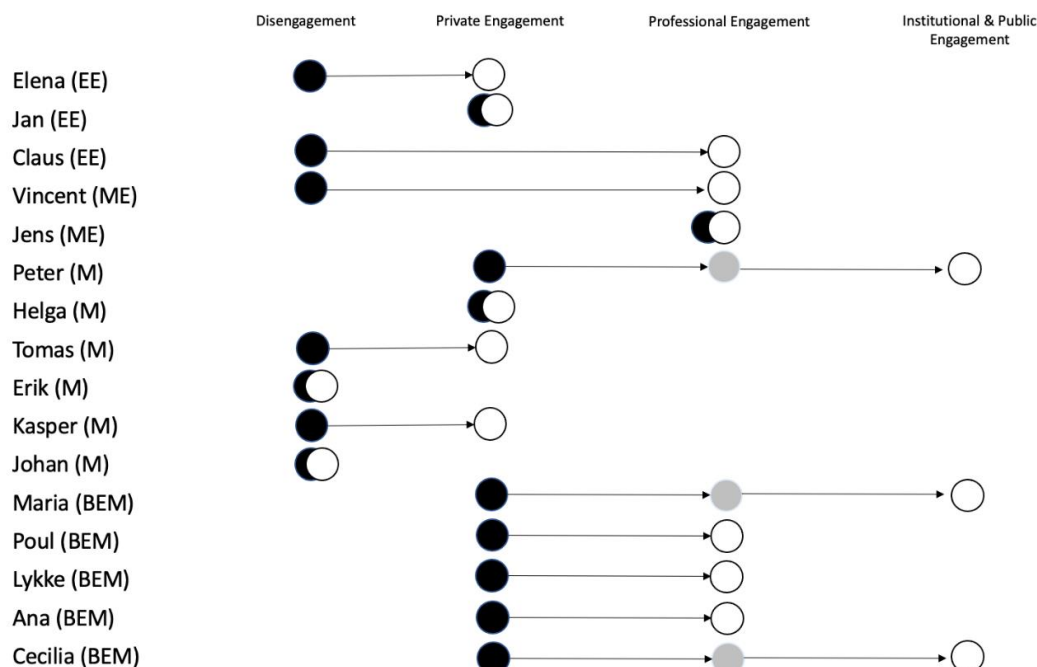 Disengagement
Private Engagement
Professional Engagement
Institutional & Public
Engagement
Elena (EE)
Jan (EE)
Claus (EE)
Vincent (ME)
Jens (ME)
Peter (M)
Helga (M)
Tomas (M)
Erik (M)
Kasper (M)
Johan (M)
Maria (BEM)
Poul (BEM)
Lykke (BEM)
Ana (BEM)
Cecilia (BEM)